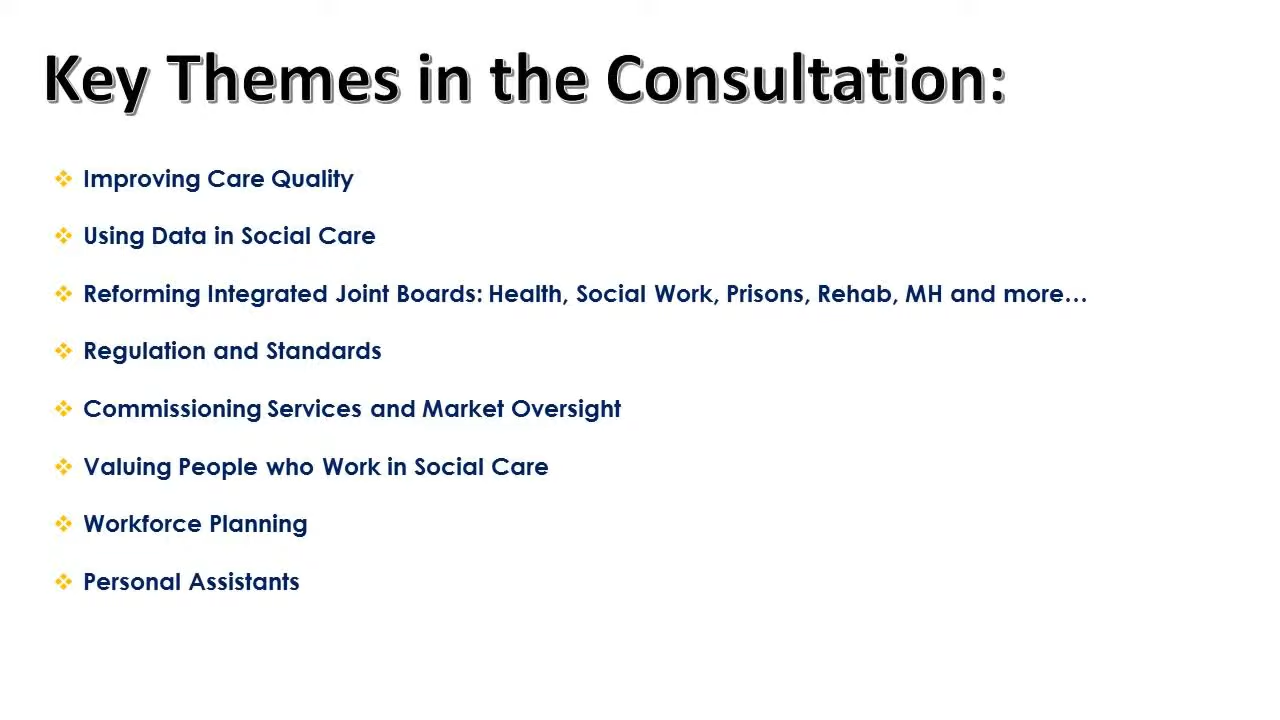 Key Themes in the Consultation:
❖ Improving Care Quality
❖ Using Data in Social Care
❖ Reforming Integrated Joint Boards: Health, Social Work, Prisons, Rehab, MH and more…
❖ Regulation and Standards
❖ Commissioning Services and Market Oversight
❖ Valuing People who Work in Social Care
❖ Workforce Planning
❖ Personal Assistants